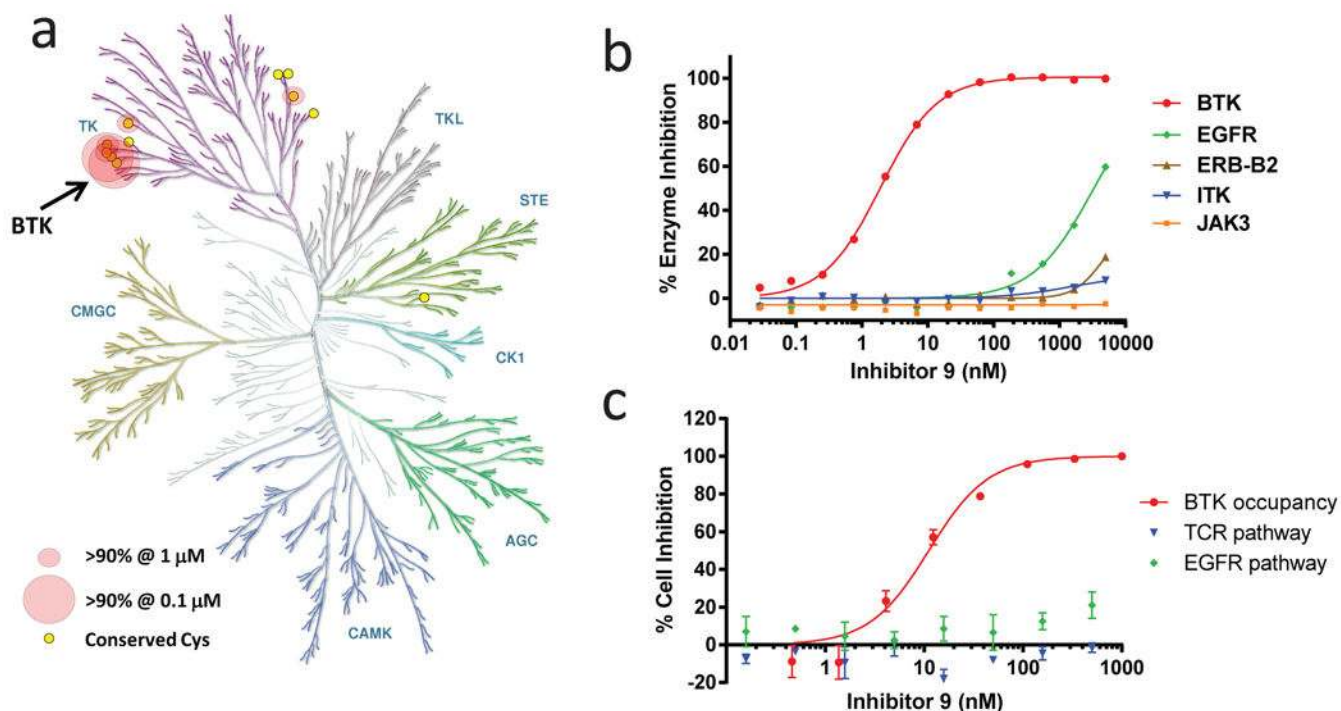 a
TK
BTK
TKL
STE
CMGC
CK1
AGC
CAMK
>90% @ 1 μM
>90% @ 0.1 μM
Conserved Cys
b
% Enzyme Inhibition
100
80
60
40
20
0
0.01 0.1 1 10 100 1000 10000
Inhibitor 9 (nM)
BTK
EGFR
ERB-B2
ITK
JAK3
c
% Cell Inhibition
120
100
80
60
40
20
0
-20
1 10 100 1000
Inhibitor 9 (nM)
BTK occupancy
TCR pathway
EGFR pathway